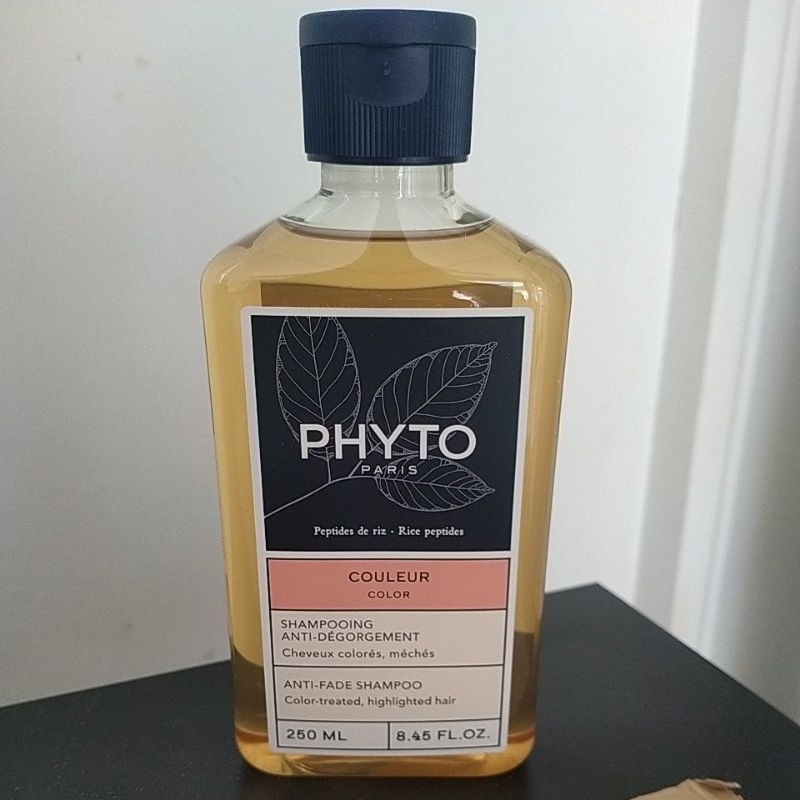 PHYTO
PARIS
Peptides de riz · Rice peptides
COULEUR
COLOR
SHAMPOOING
ANTI-DÉGORGEMENT
Cheveux colorés, méchés
ANTI-FADE SHAMPOO
Color-treated, highlighted hair
250 ML
8.45 FL.OZ.